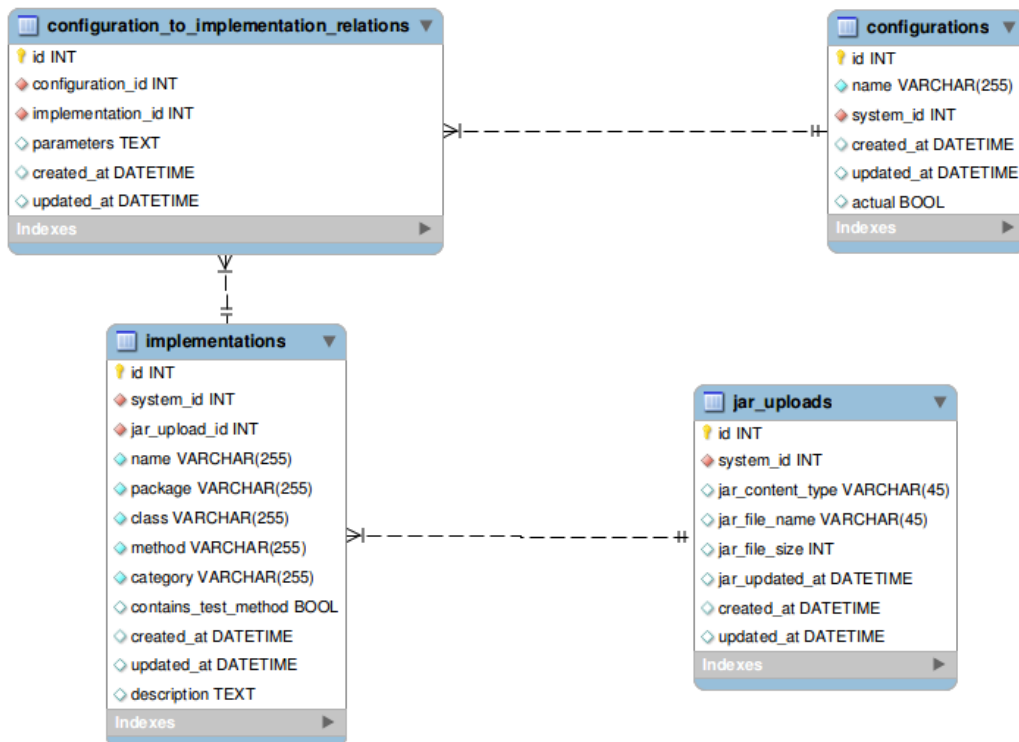 configuration_to_implementation_relations
id INT
configuration_id INT
implementation_id INT
parameters TEXT
created_at DATETIME
updated_at DATETIME
Indexes
configurations
id INT
name VARCHAR(255)
system_id INT
created_at DATETIME
updated_at DATETIME
actual BOOL
Indexes
implementations
id INT
system_id INT
jar_upload_id INT
name VARCHAR(255)
package VARCHAR(255)
class VARCHAR(255)
method VARCHAR(255)
category VARCHAR(255)
contains_test_method BOOL
created_at DATETIME
updated_at DATETIME
description TEXT
Indexes
jar_uploads
id INT
system_id INT
jar_content_type VARCHAR(45)
jar_file_name VARCHAR(45)
jar_file_size INT
jar_updated_at DATETIME
created_at DATETIME
updated_at DATETIME
Indexes